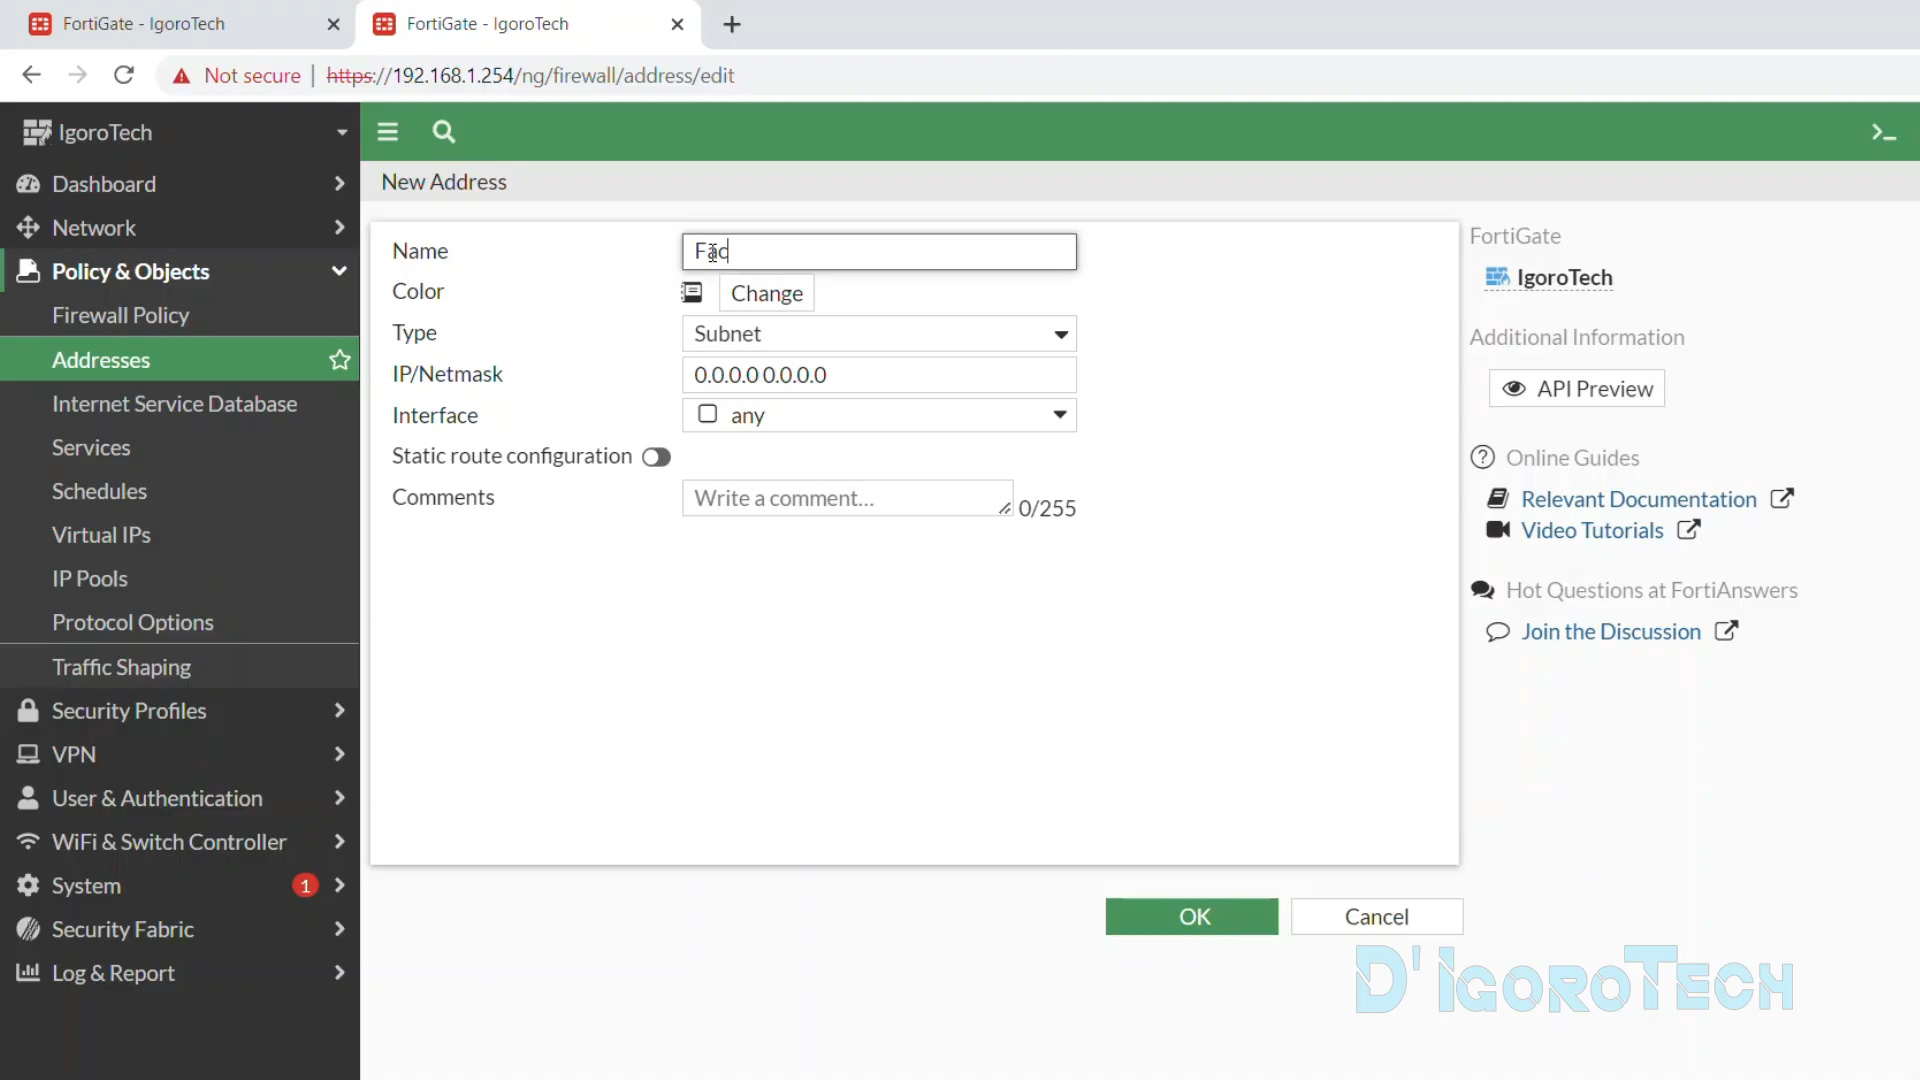 FortiGate - IgoroTech
FortiGate - IgoroTech
Not secure | https://192.168.1.254/ng/firewall/address/edit
IgoroTech
Dashboard
Network
Policy & Objects
Firewall Policy
Addresses
Internet Service Database
Services
Schedules
Virtual IPs
IP Pools
Protocol Options
Traffic Shaping
Security Profiles
VPN
User & Authentication
WiFi & Switch Controller
System 1
Security Fabric
Log & Report
New Address
Name Fac
Color Change
Type Subnet
IP/Netmask 0.0.0.0 0.0.0.0
Interface any
Static route configuration
Comments Write a comment... 0/255
OK Cancel
FortiGate
IgoroTech
Additional Information
API Preview
Online Guides
Relevant Documentation
Video Tutorials
Hot Questions at FortiAnswers
Join the Discussion
D'IGOROTECH